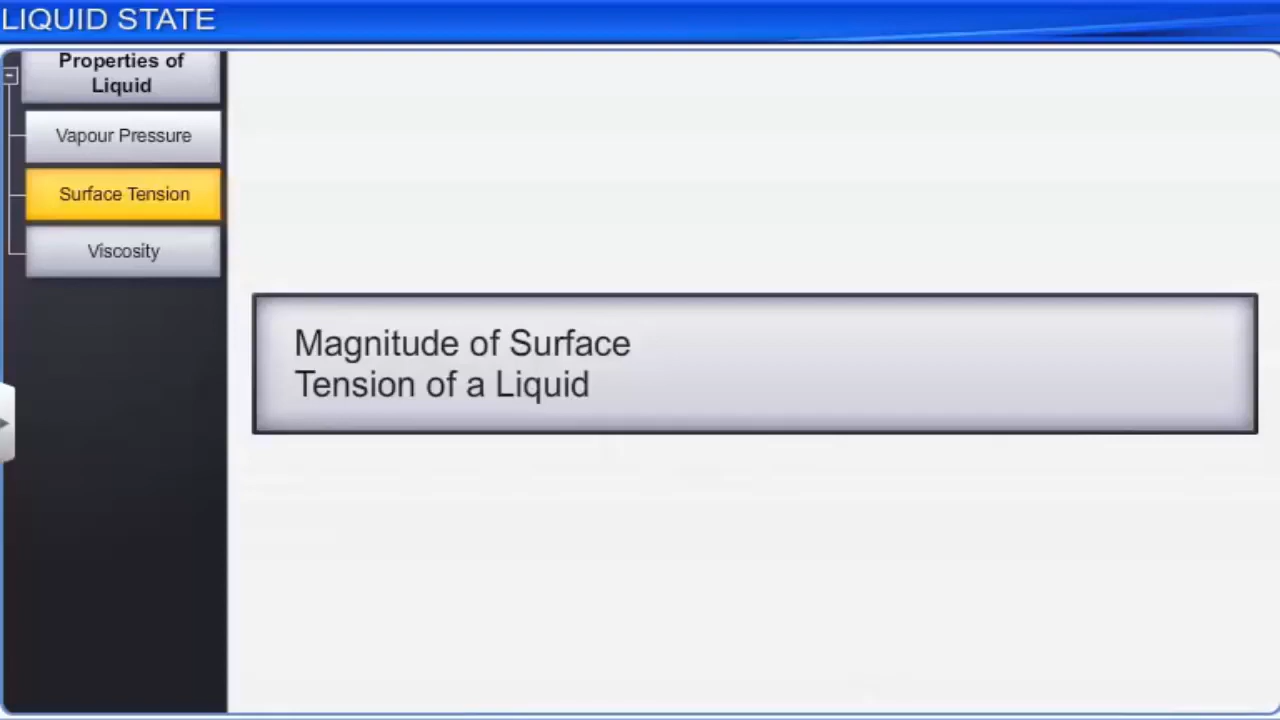 LIQUID STATE
Properties of
Liquid
Vapour Pressure
Surface Tension
Viscosity
Magnitude of Surface
Tension of a Liquid